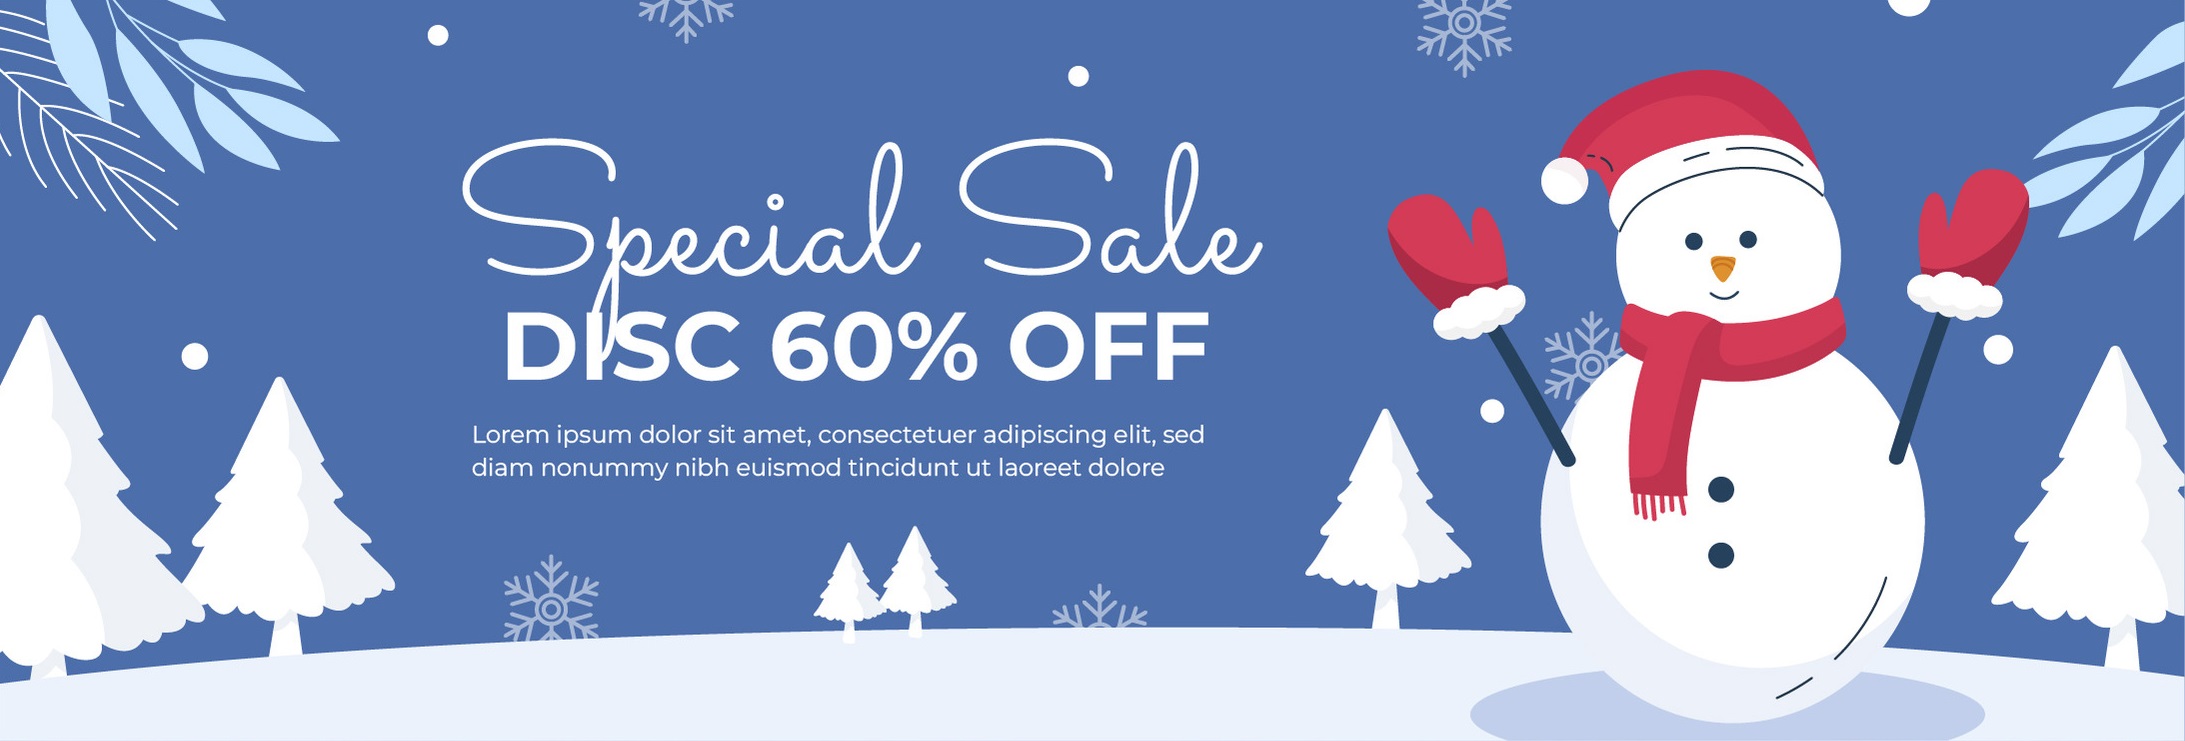 Special Sale
DISC 60% OFF
Lorem ipsum dolor sit amet, consectetuer adipiscing elit, sed
diam nonummy nibh euismod tincidunt ut laoreet dolore